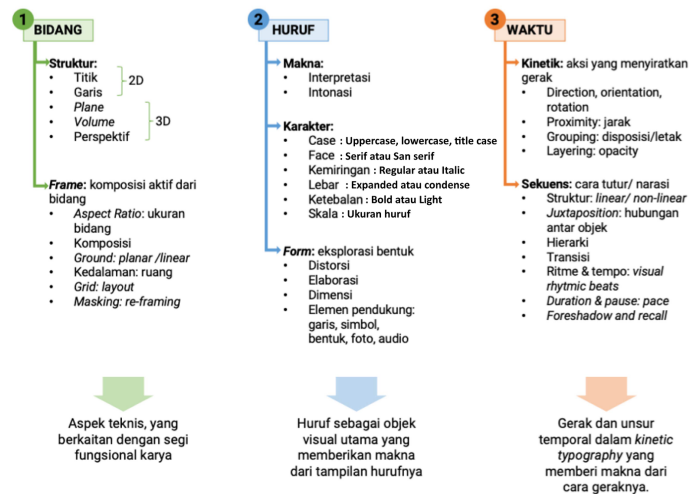 1
BIDANG
Struktur:
• Titik
• Garis
2D
• Plane
• Volume
• Perspektif
3D
Frame: komposisi aktif dari
bidang
• Aspect Ratio: ukuran
bidang
• Komposisi
• Ground: planar /linear
• Kedalaman: ruang
• Grid: layout
• Masking: re-framing
Aspek teknis, yang
berkaitan dengan segi
fungsional karya
2
HURUF
Makna:
• Interpretasi
• Intonasi
Karakter:
• Case : Uppercase, lowercase, title case
• Face : Serif atau San serif
• Kemiringan : Regular atau Italic
• Lebar : Expanded atau condense
• Ketebalan : Bold atau Light
• Skala : Ukuran huruf
Form: eksplorasi bentuk
• Distorsi
• Elaborasi
• Dimensi
• Elemen pendukung:
garis, simbol,
bentuk, foto, audio
Huruf sebagai objek
visual utama yang
memberikan makna
dari tampilan hurufnya
3
WAKTU
Kinetik: aksi yang menyiratkan
gerak
• Direction, orientation,
rotation
• Proximity: jarak
• Grouping: disposisi/letak
• Layering: opacity
Sekuens: cara tutur/ narasi
• Struktur: linear/ non-linear
• Juxtaposition: hubungan
antar objek
• Hierarki
• Transisi
• Ritme & tempo: visual
rhytmic beats
• Duration & pause: pace
• Foreshadow and recall
Gerak dan unsur
temporal dalam kinetic
typography yang
memberi makna dari
cara geraknya.